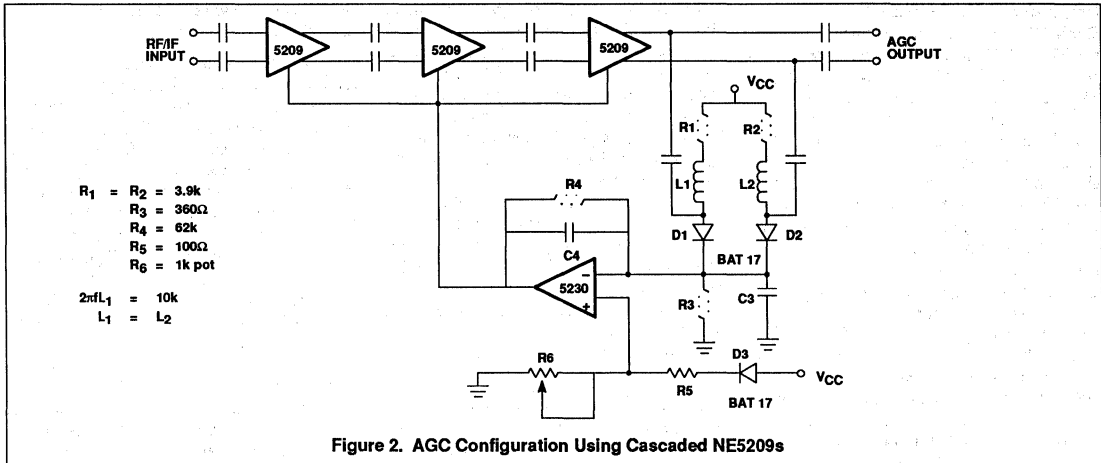 RF/IF
INPUT
5209
5209
5209
AGC
OUTPUT
VCC
R1
R2
L1
L2
R1 = R2 = 3.9k
R3 = 360Ω
R4 = 62k
R5 = 100Ω
R6 = 1k pot
2πfL1 = 10k
L1 = L2
R4
C4
D1
D2
BAT 17
5230
R3
C3
R6
R5
D3
VCC
BAT 17
Figure 2. AGC Configuration Using Cascaded NE5209s